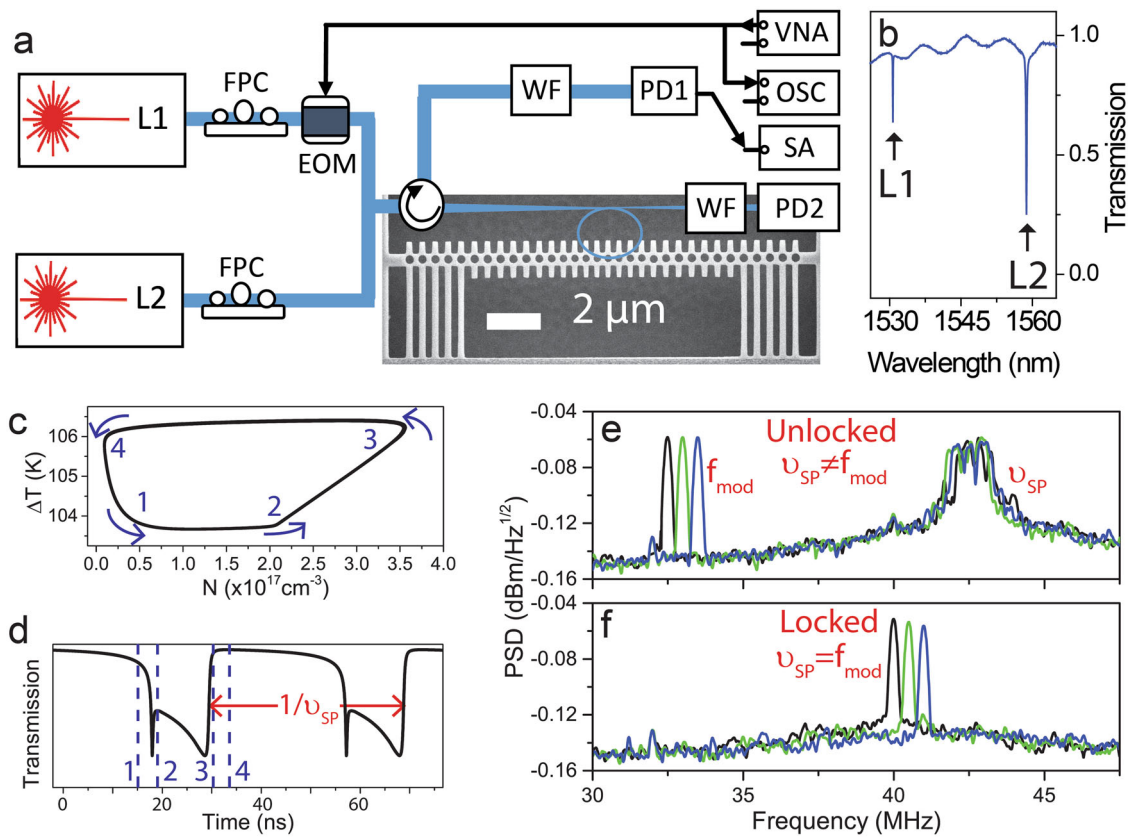 a
L1
FPC
EOM
WF
PD1
VNA
OSC
SA
L2
FPC
WF
PD2
2 μm
b
L1
L2
1.0
0.5
0.0
Transmission
1530 1545 1560
Wavelength (nm)
c
106
105
104
ΔT (K)
1
2
3
4
0.0 0.5 1.0 1.5 2.0 2.5 3.0 3.5 4.0
N (x10¹⁷cm⁻³)
d
Transmission
1/υSP
1 2 3 4
0 20 40 60
Time (ns)
e
Unlocked
υSP≠fmod
fmod
υSP
-0.04
-0.08
-0.12
-0.16
PSD (dBm/Hz¹/²)
f
Locked
υSP=fmod
-0.04
-0.08
-0.12
-0.16
30 35 40 45
Frequency (MHz)